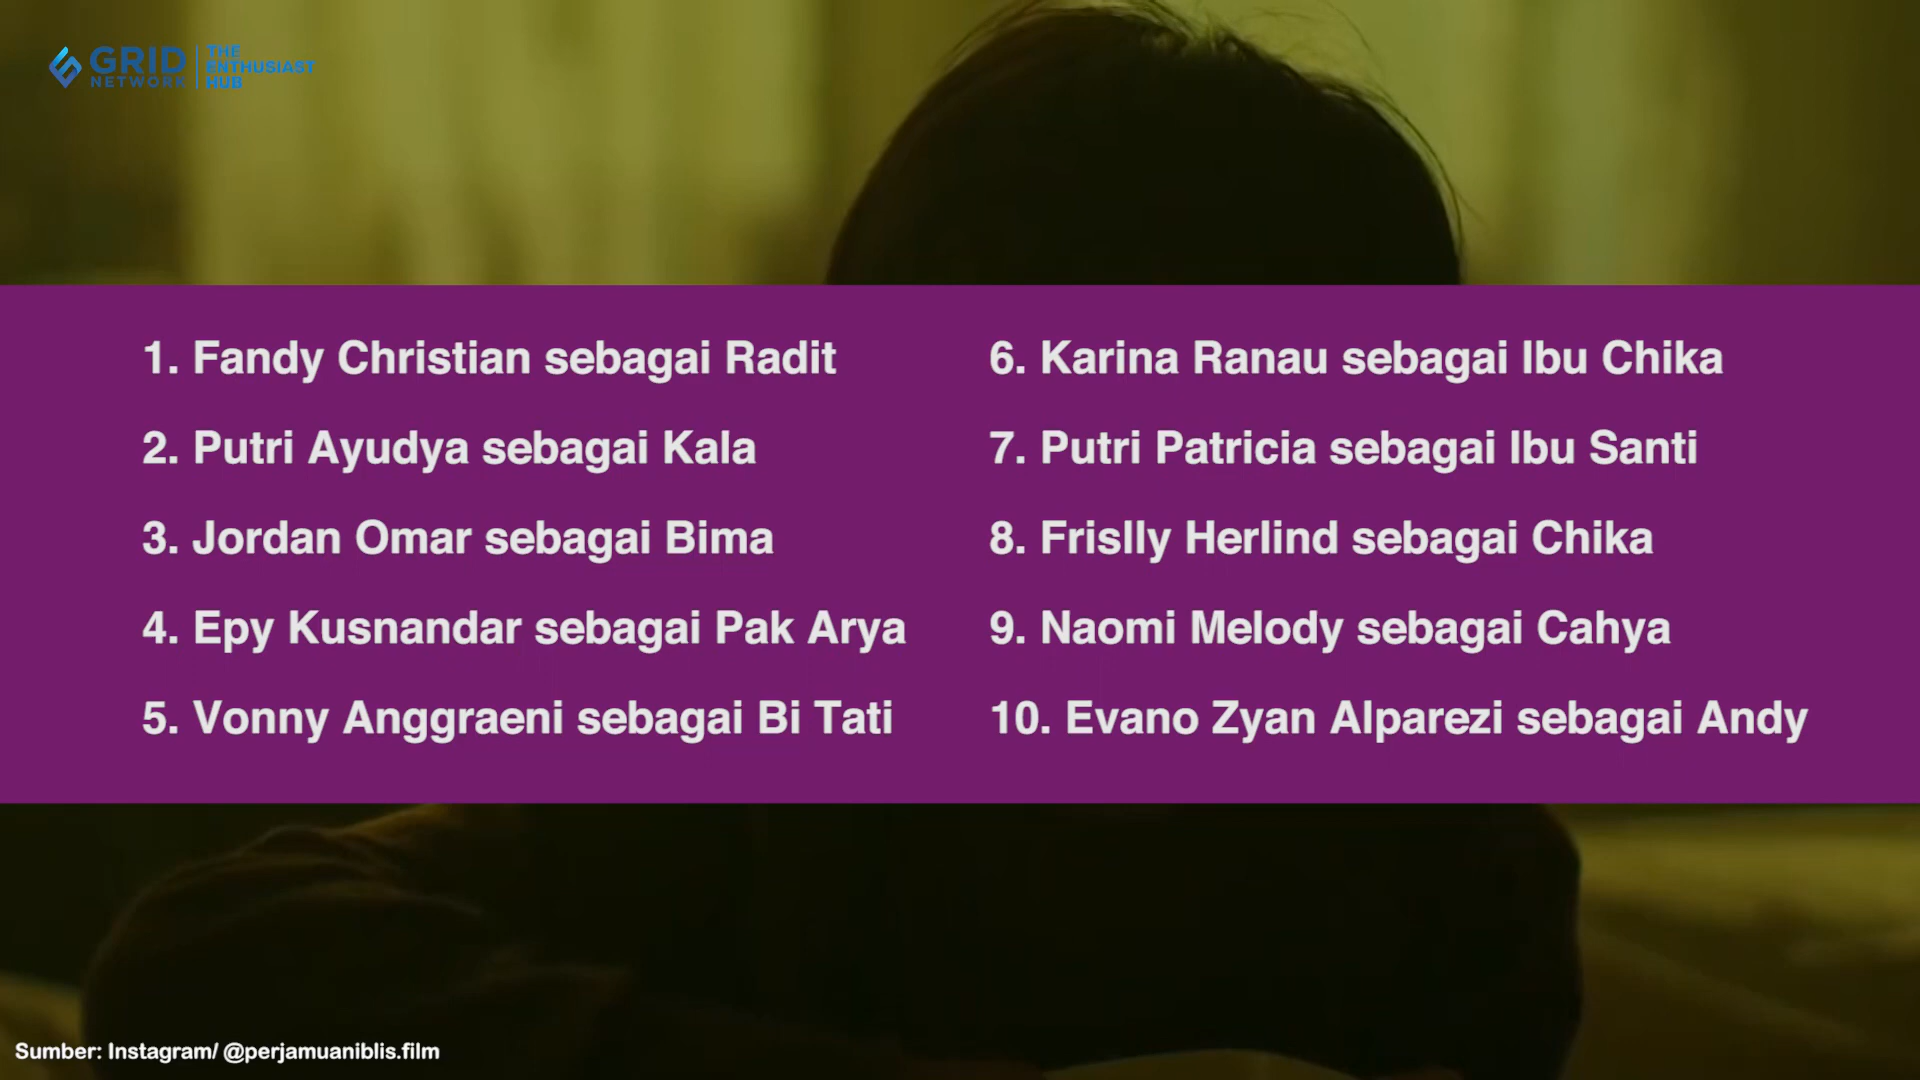 GRID NETWORK
THE ENTHUSIAST HUB
1. Fandy Christian sebagai Radit
2. Putri Ayudya sebagai Kala
3. Jordan Omar sebagai Bima
4. Epy Kusnandar sebagai Pak Arya
5. Vonny Anggraeni sebagai Bi Tati
6. Karina Ranau sebagai Ibu Chika
7. Putri Patricia sebagai Ibu Santi
8. Frislly Herlind sebagai Chika
9. Naomi Melody sebagai Cahya
10. Evano Zyan Alparezi sebagai Andy
Sumber: Instagram/ @perjamuaniblis.film